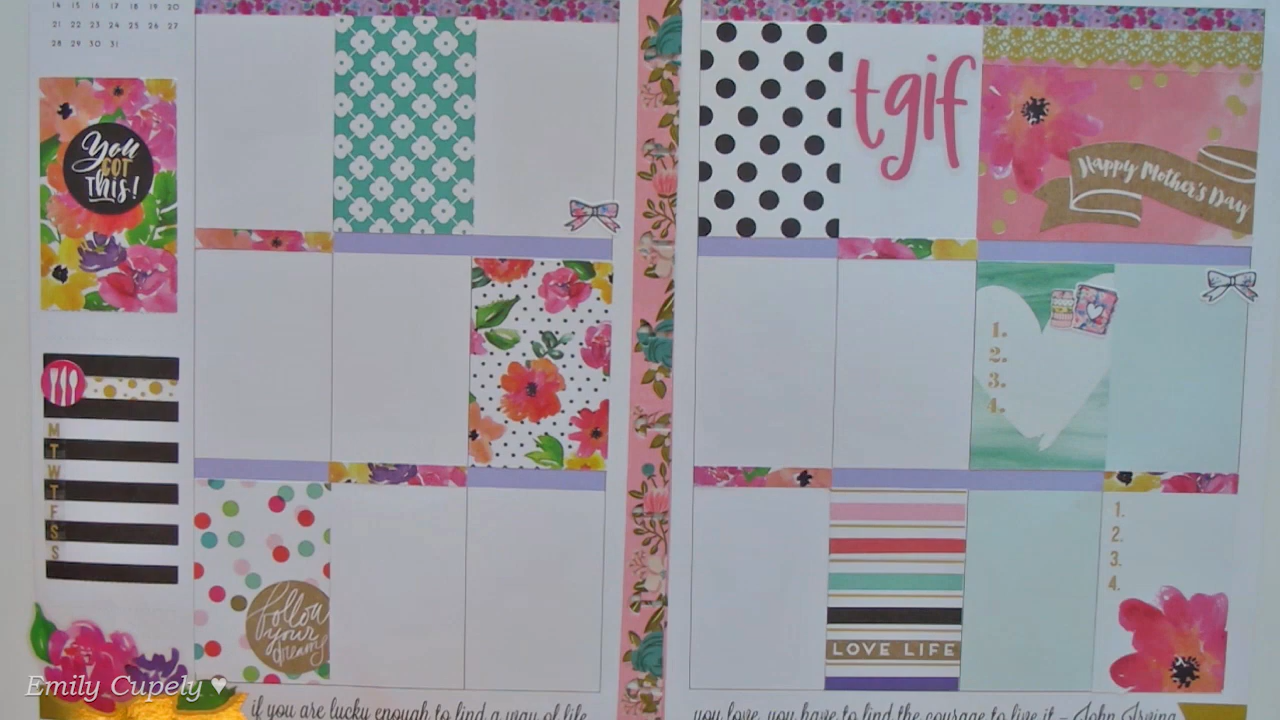 14 15 16 17 18 19 20
21 22 23 24 25 26 27
28 29 30 31
You
GOT
This!
M
T
W
T
F
S
S
follow
your
dreams
Emily Cupely ♥
if you are lucky enough to find a way of life
tgif
Happy Mother's Day
1.
2.
3.
4.
LOVE LIFE
1.
2.
3.
4.
you love, you have to find the courage to live it - John Irving